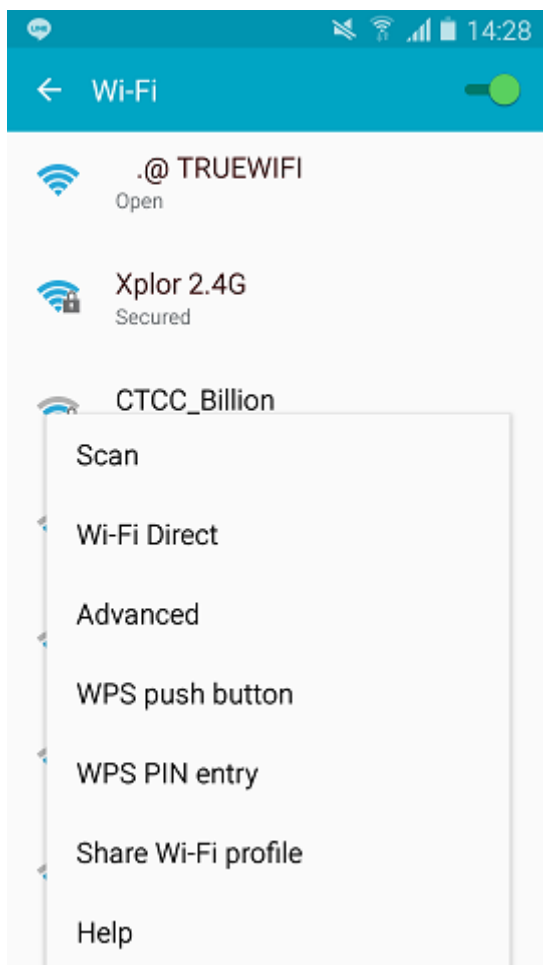 LINE
14:28
Wi-Fi
.@ TRUEWIFI
Open
Xplor 2.4G
Secured
CTCC_Billion
Scan
Wi-Fi Direct
Advanced
WPS push button
WPS PIN entry
Share Wi-Fi profile
Help